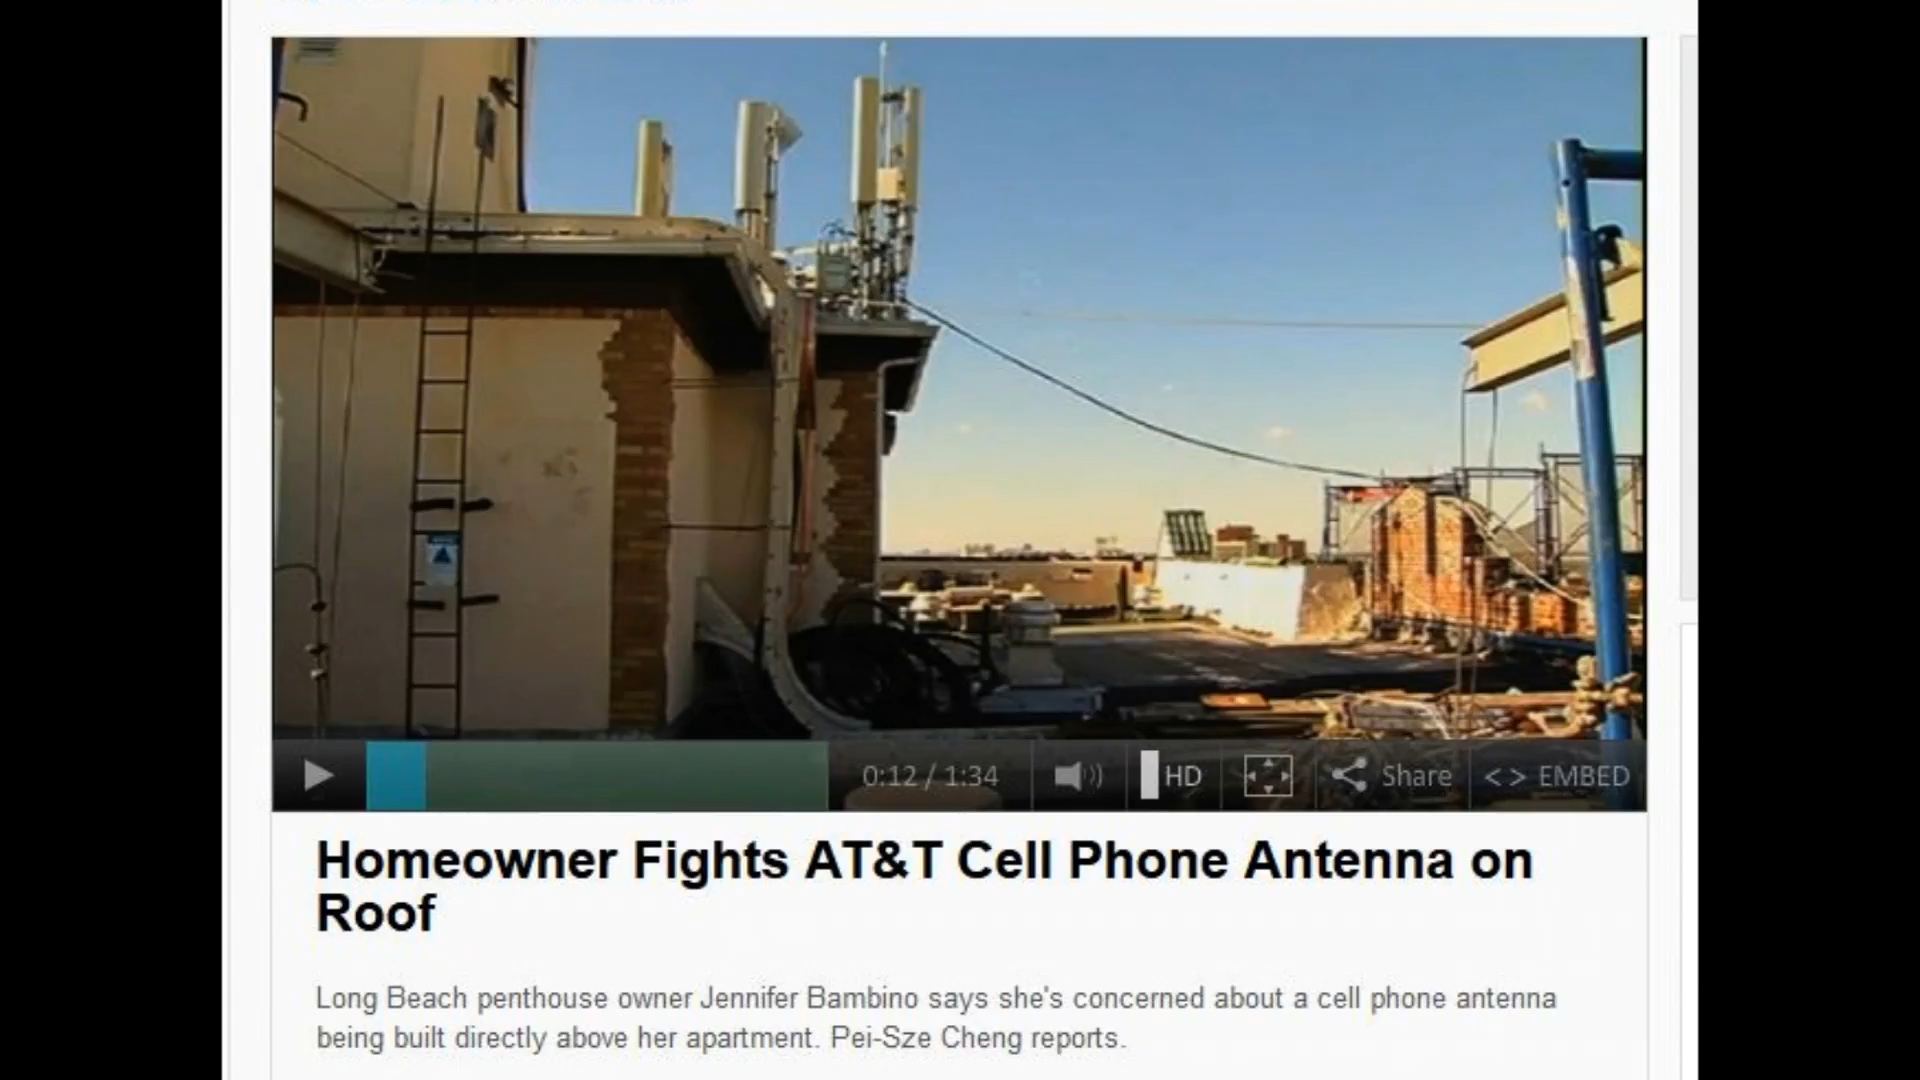 0:12 / 1:34
HD
Share
< > EMBED
Homeowner Fights AT&T Cell Phone Antenna on
Roof
Long Beach penthouse owner Jennifer Bambino says she's concerned about a cell phone antenna
being built directly above her apartment. Pei-Sze Cheng reports.